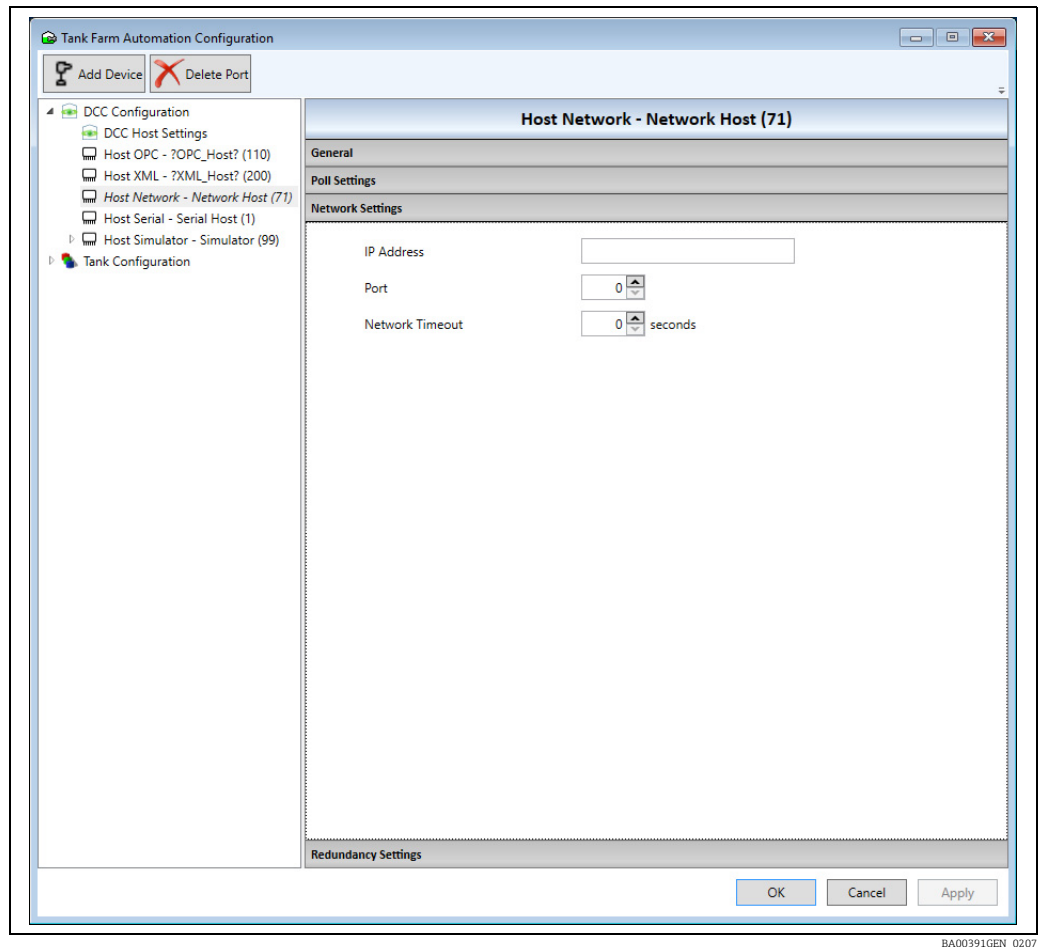 Tank Farm Automation Configuration
Add Device Delete Port
DCC Configuration
DCC Host Settings
Host OPC - ?OPC_Host? (110)
Host XML - ?XML_Host? (200)
Host Network - Network Host (71)
Host Serial - Serial Host (1)
Host Simulator - Simulator (99)
Tank Configuration
Host Network - Network Host (71)
General
Poll Settings
Network Settings
IP Address
Port 0
Network Timeout 0 seconds
Redundancy Settings
OK Cancel Apply
BA00391GEN_0207